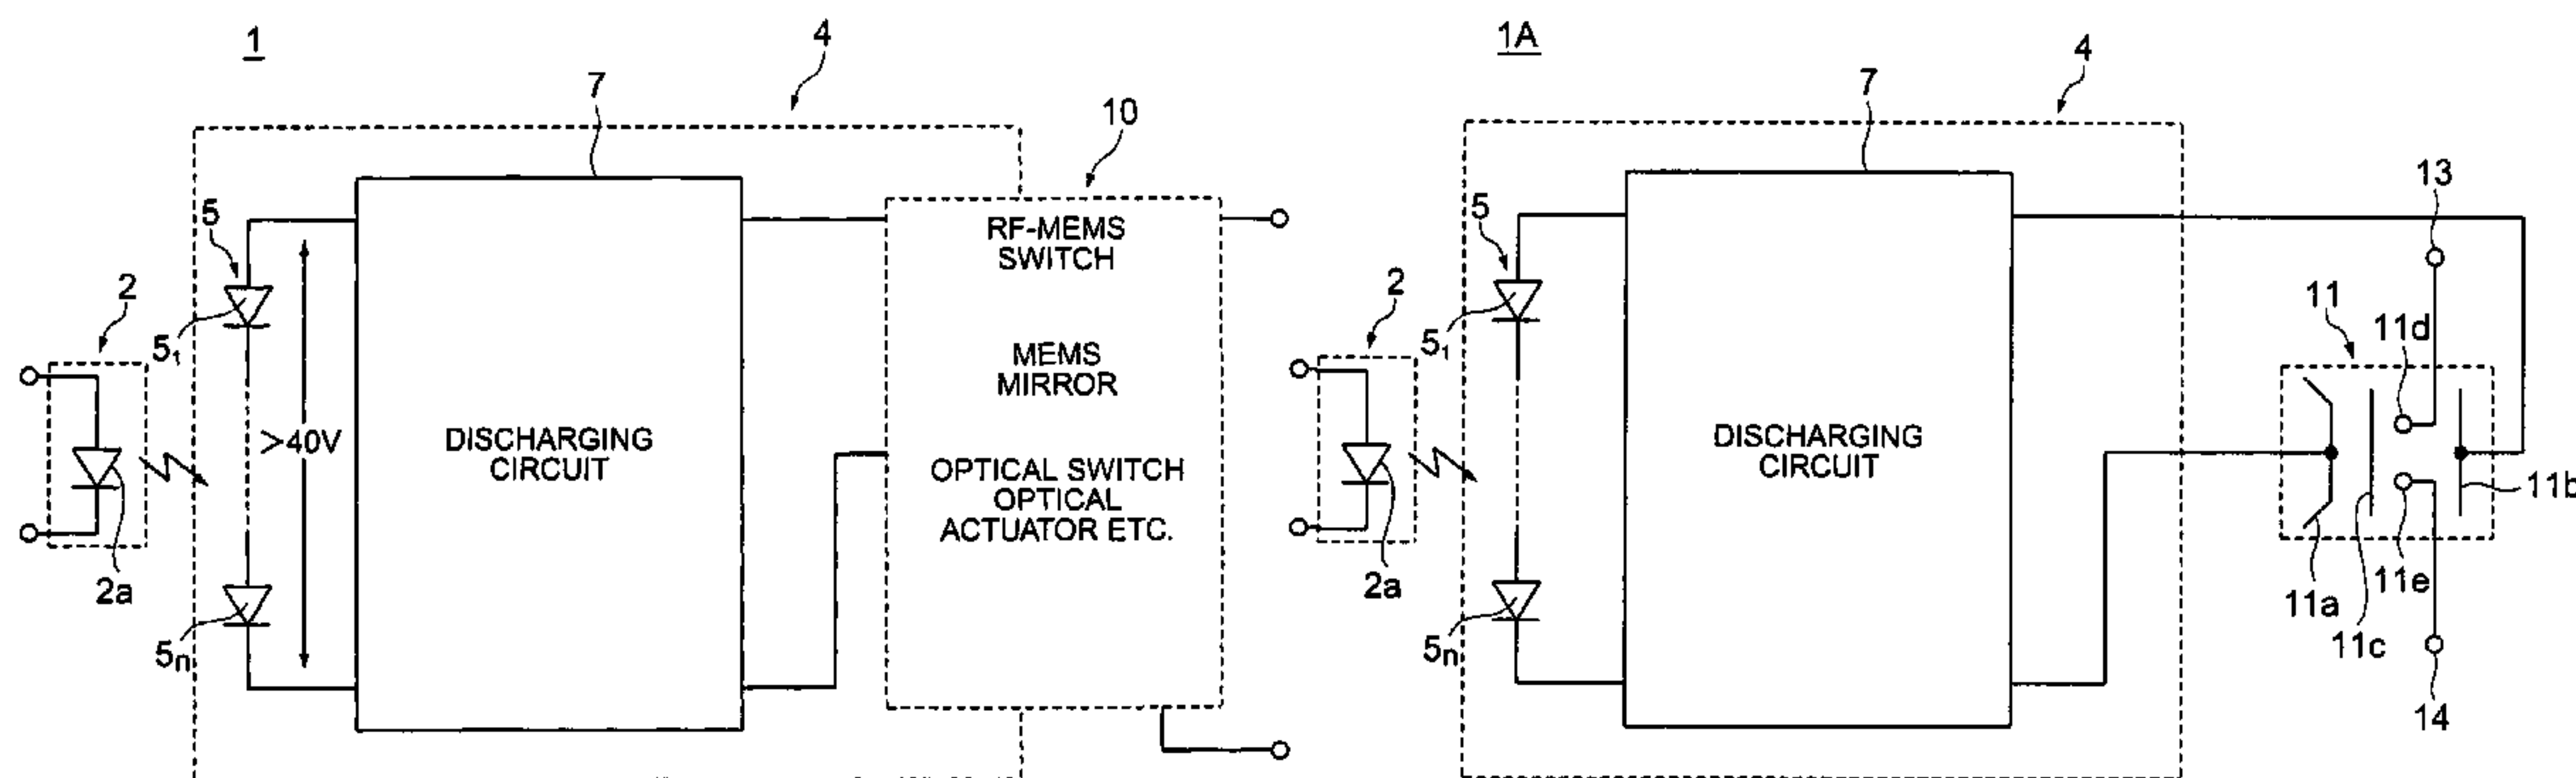 1
4
7
10
5
RF-MEMS
SWITCH
2
5₁
MEMS
MIRROR
>40V
DISCHARGING
CIRCUIT
OPTICAL SWITCH
OPTICAL
ACTUATOR ETC.
2a
5n
1A
4
7
13
5
2
11
11d
5₁
DISCHARGING
CIRCUIT
11b
2a
11e
11a
11c
5n
14